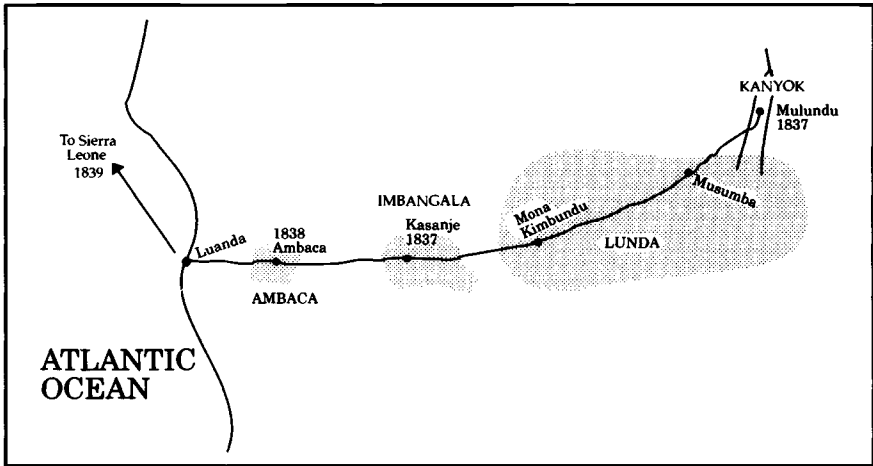 KANYOK
Mulundu
1837
To Sierra
Leone
1839
IMBANGALA
Kasanje
1837
Mona
Kimbundu
Musumba
LUNDA
Luanda
1838
Ambaca
AMBACA
ATLANTIC
OCEAN